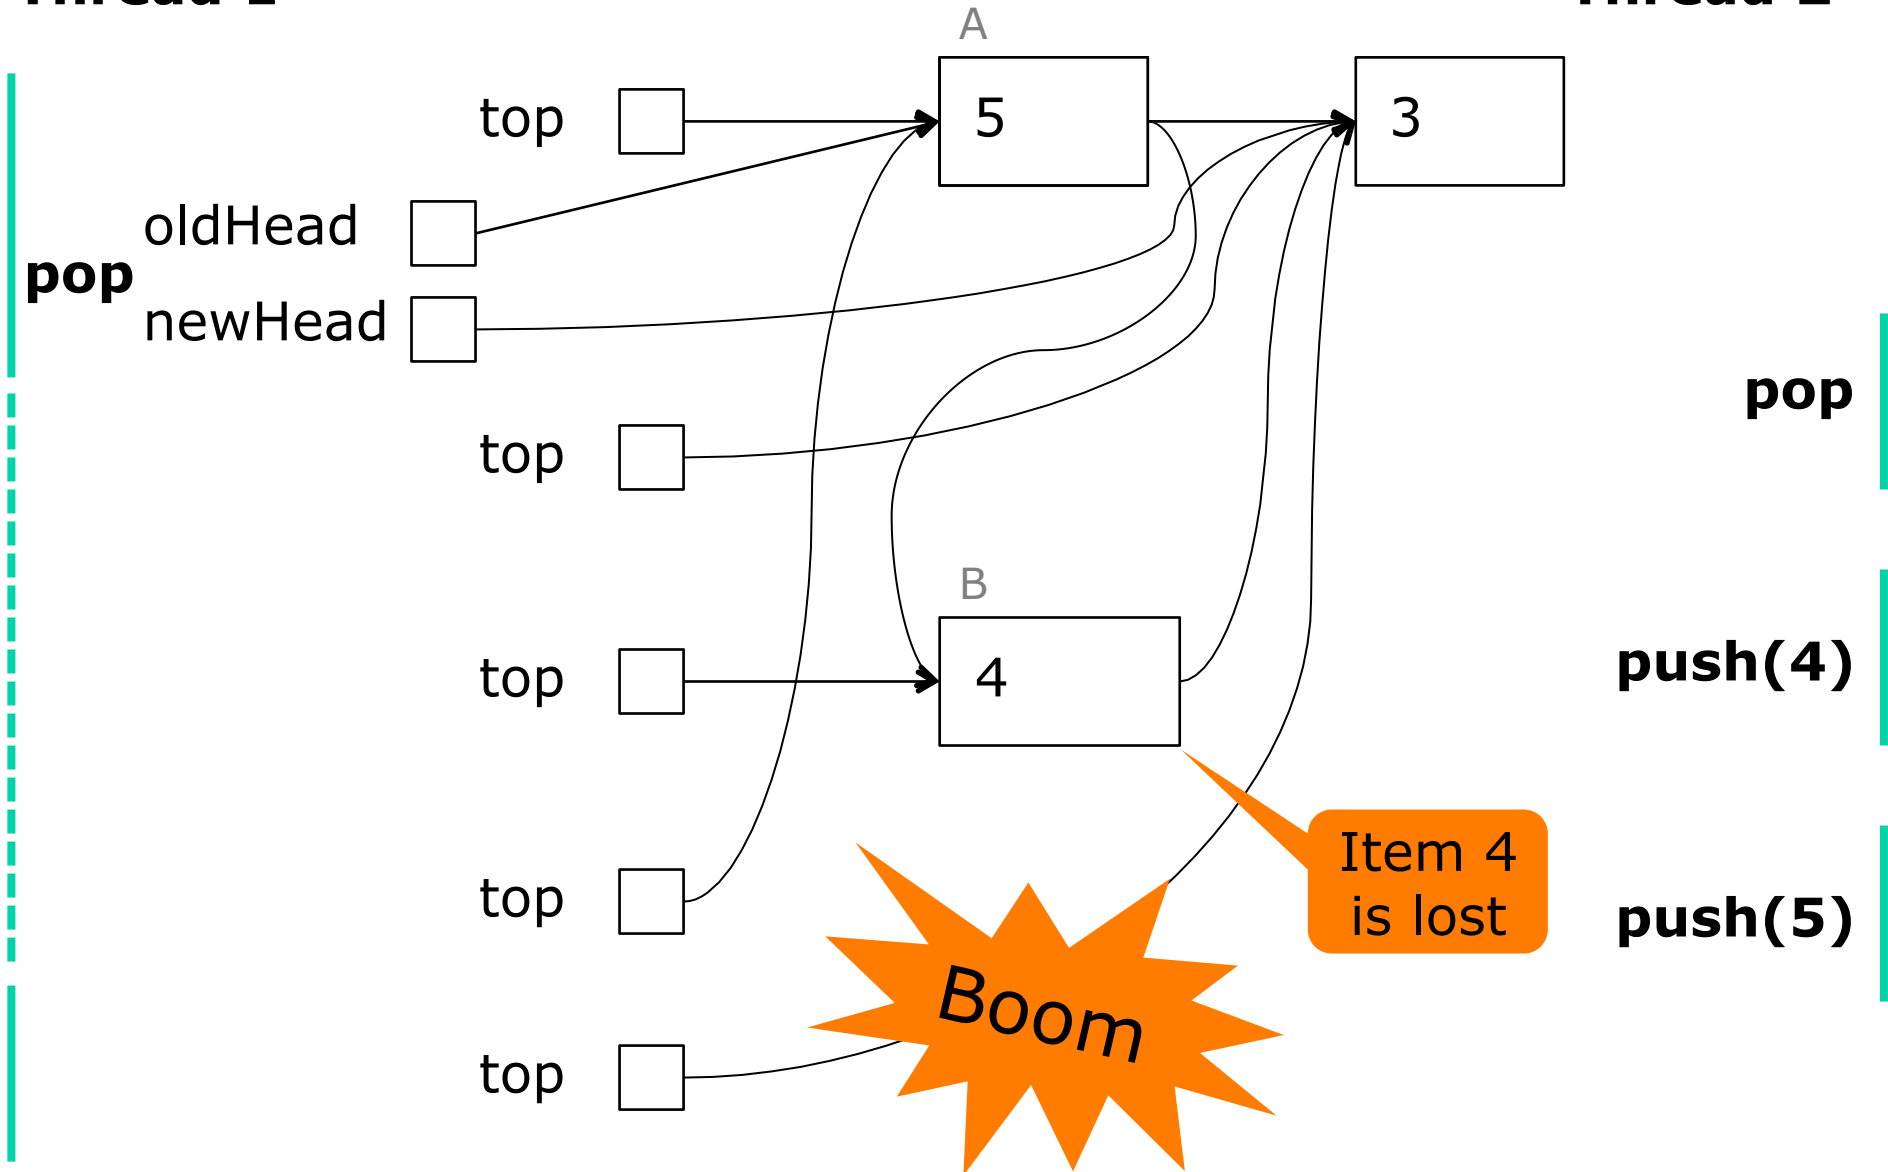 A
top
5
3
oldHead
pop
newHead
pop
top
B
top
4
push(4)
Item 4
is lost
top
push(5)
Boom
top